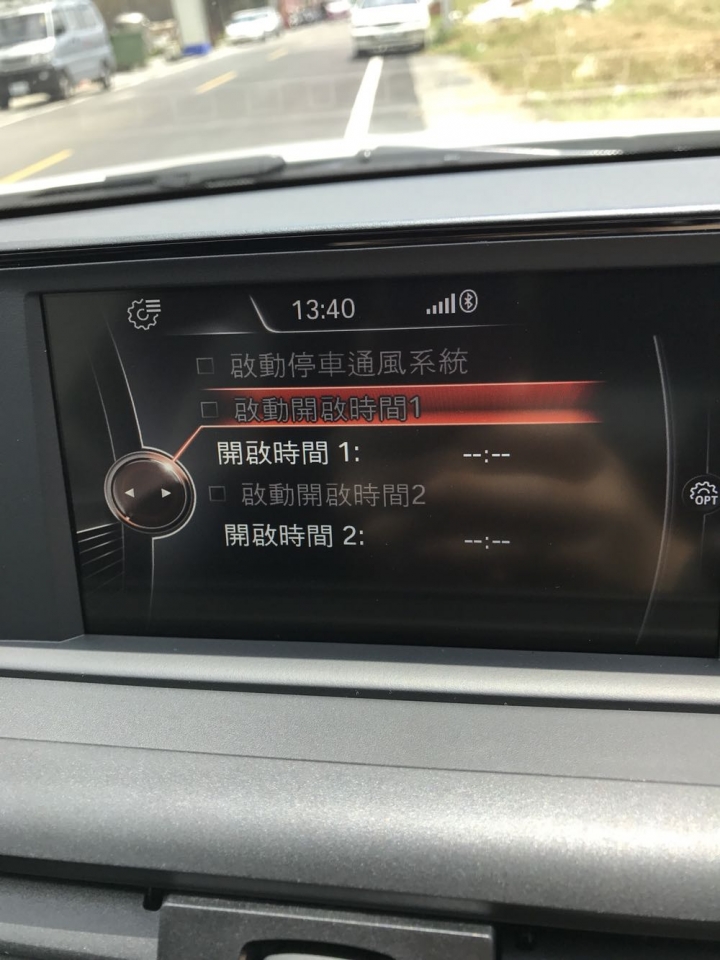 13:40
啟動停車通風系統
啟動開啟時間1
開啟時間 1: --:--
啟動開啟時間2
開啟時間 2: --:--
OPT